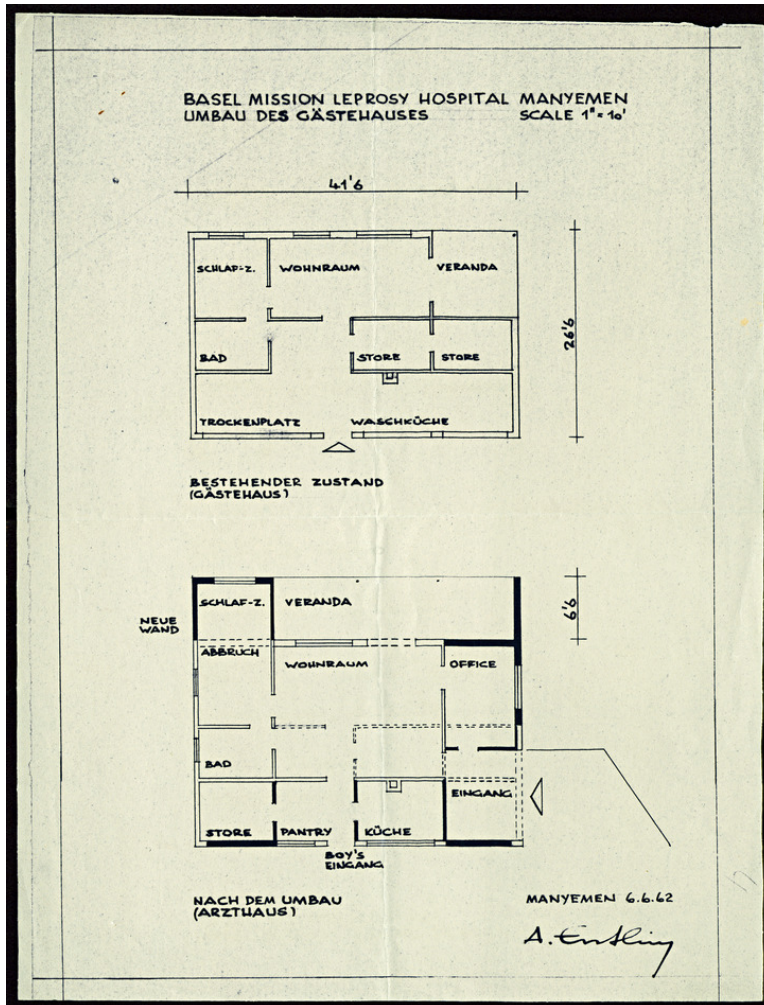 BASEL MISSION LEPROSY HOSPITAL MANYEMEN
UMBAU DES GÄSTEHAUSES SCALE 1" = 10'
41'6
SCHLAF-Z. WOHNRAUM VERANDA
26'6
BAD STORE STORE
TROCKENPLATZ WASCHKÜCHE
BESTEHENDER ZUSTAND
(GÄSTEHAUS)
SCHLAF-Z. VERANDA
6'6
NEUE
WAND
ABBRUCH
WOHNRAUM OFFICE
BAD
EINGANG
STORE PANTRY KÜCHE
BOY'S
EINGANG
NACH DEM UMBAU
(ARZTHAUS)
MANYEMEN 6.6.62